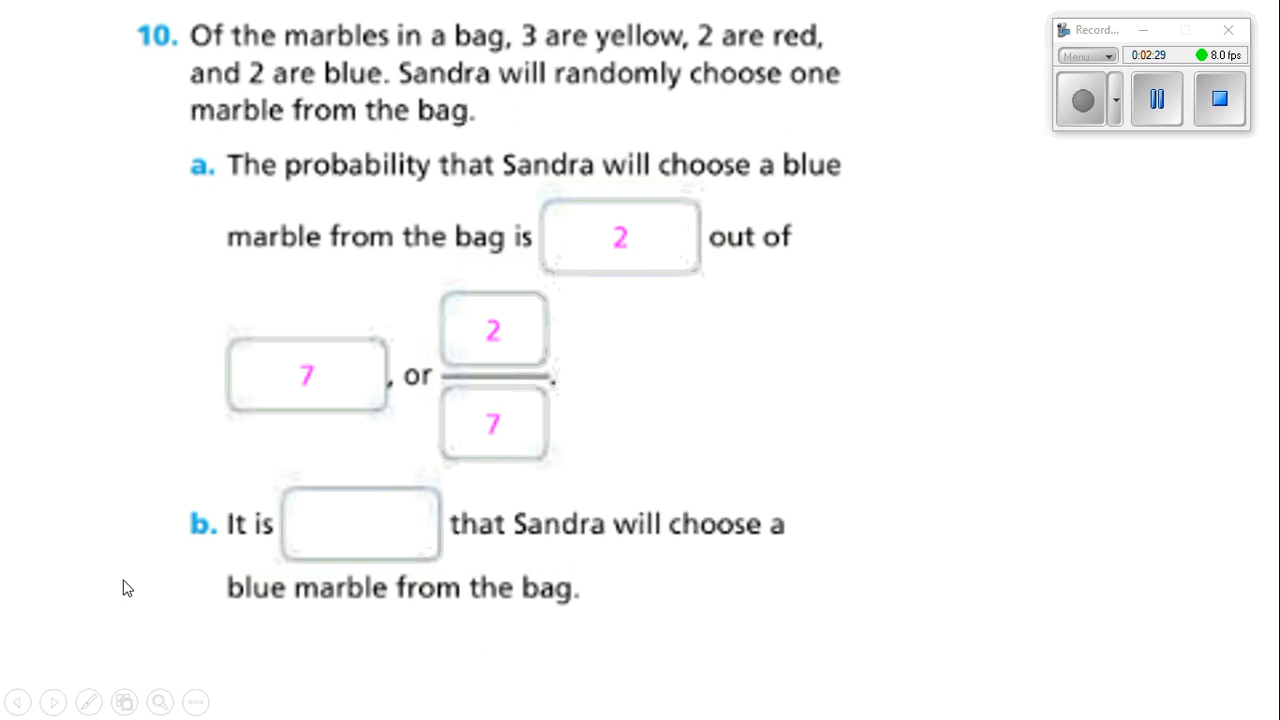 10. Of the marbles in a bag, 3 are yellow, 2 are red,
and 2 are blue. Sandra will randomly choose one
marble from the bag.
a. The probability that Sandra will choose a blue
marble from the bag is 2 out of
7, or 2/7.
b. It is that Sandra will choose a
blue marble from the bag.
Record...
Menu 0:02:29 8.0 fps